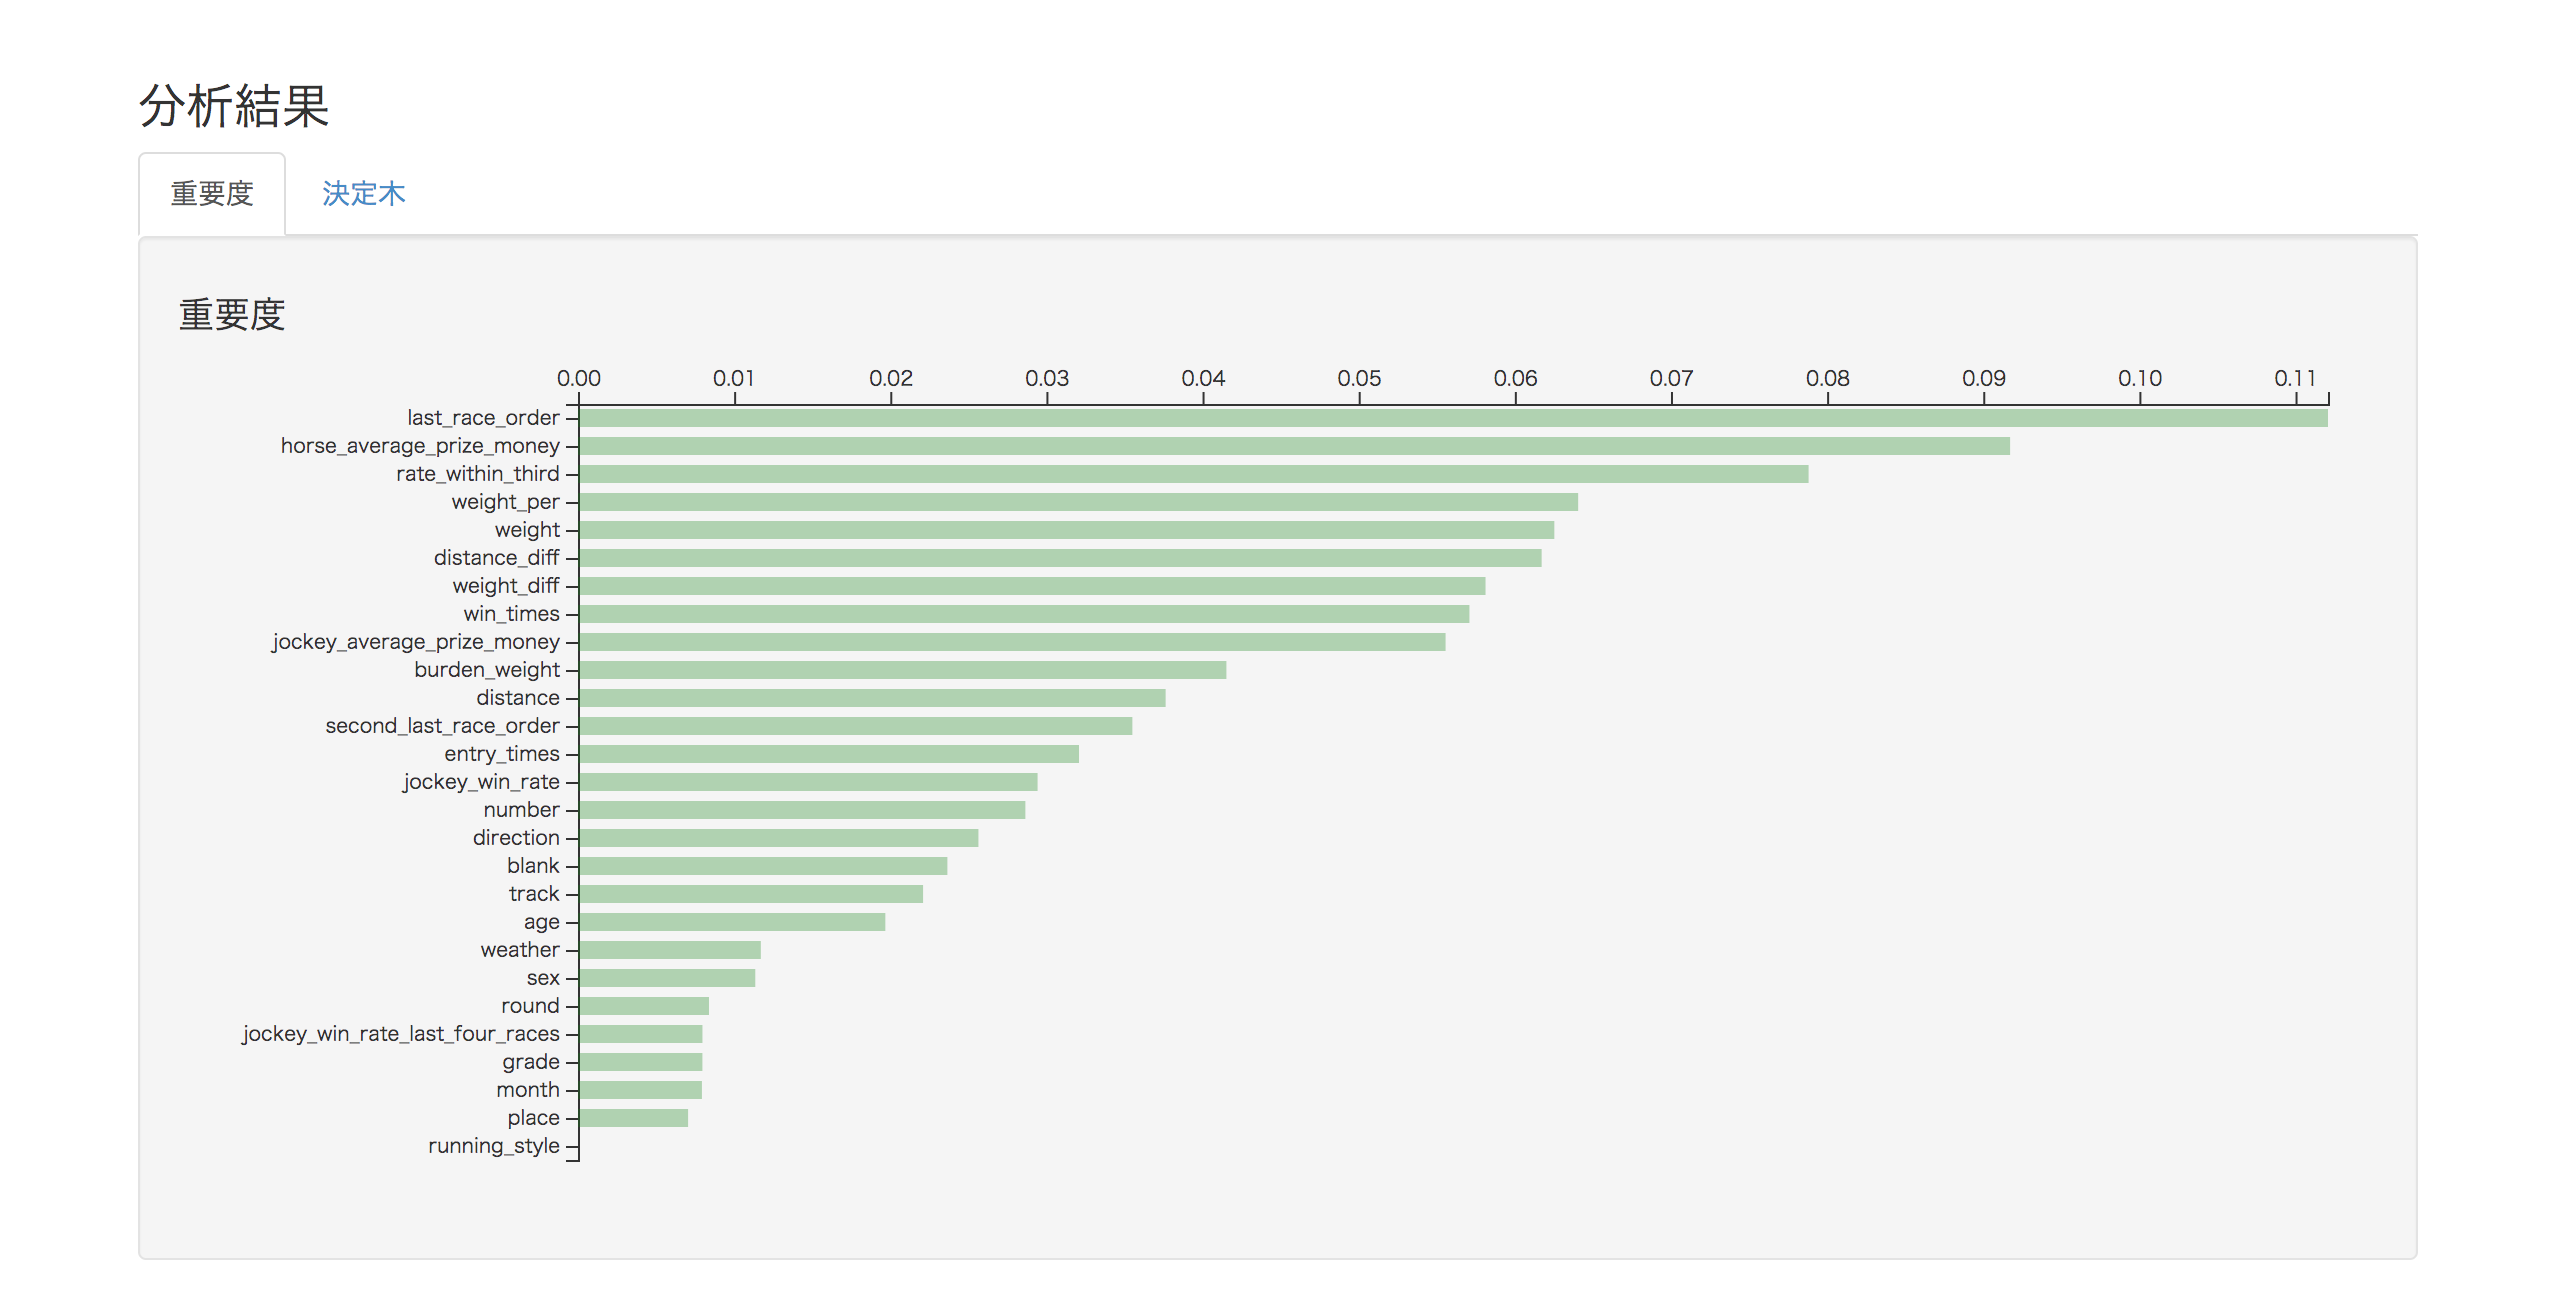 分析結果
重要度 決定木
重要度
0.00 0.01 0.02 0.03 0.04 0.05 0.06 0.07 0.08 0.09 0.10 0.11
last_race_order
horse_average_prize_money
rate_within_third
weight_per
weight
distance_diff
weight_diff
win_times
jockey_average_prize_money
burden_weight
distance
second_last_race_order
entry_times
jockey_win_rate
number
direction
blank
track
age
weather
sex
round
jockey_win_rate_last_four_races
grade
month
place
running_style